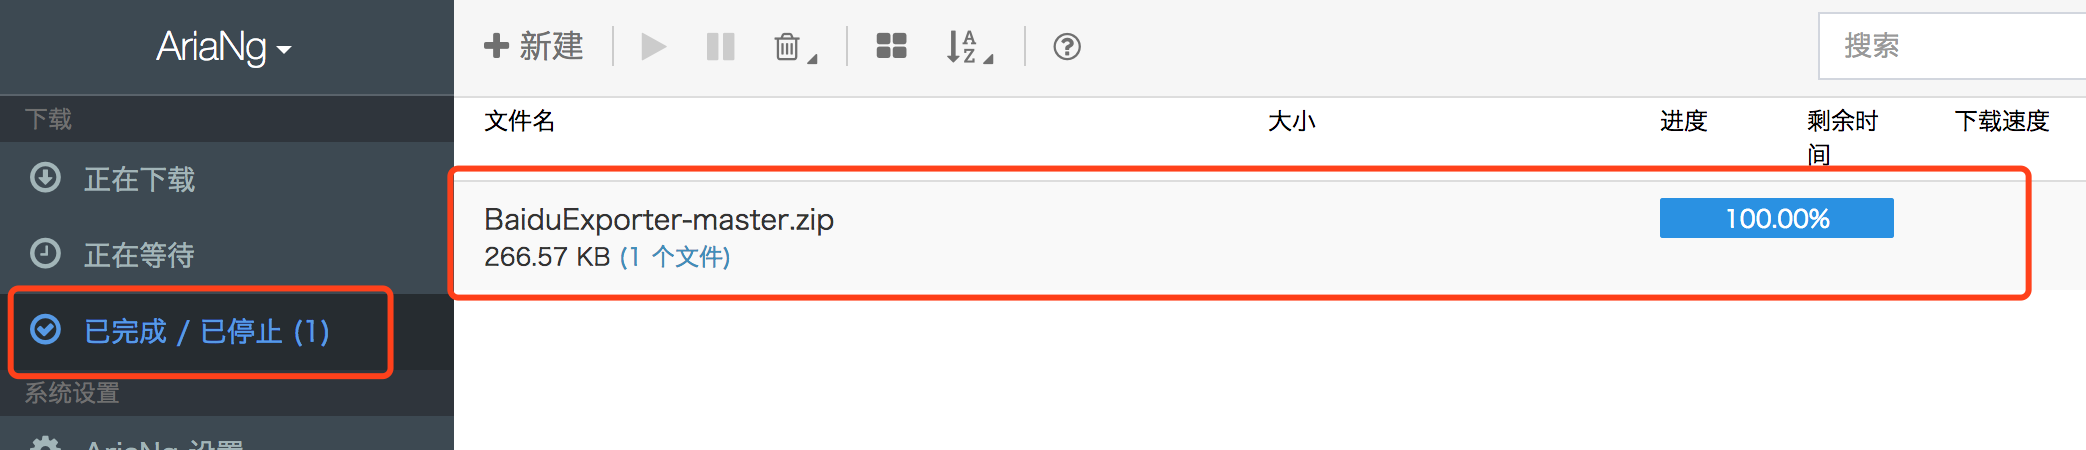 AriaNg
新建
搜索
下载
正在下载
正在等待
已完成 / 已停止 (1)
系统设置
AriaNg 设置
文件名
大小
进度
剩余时
间
下载速度
BaiduExporter-master.zip
100.00%
266.57 KB (1 个文件)